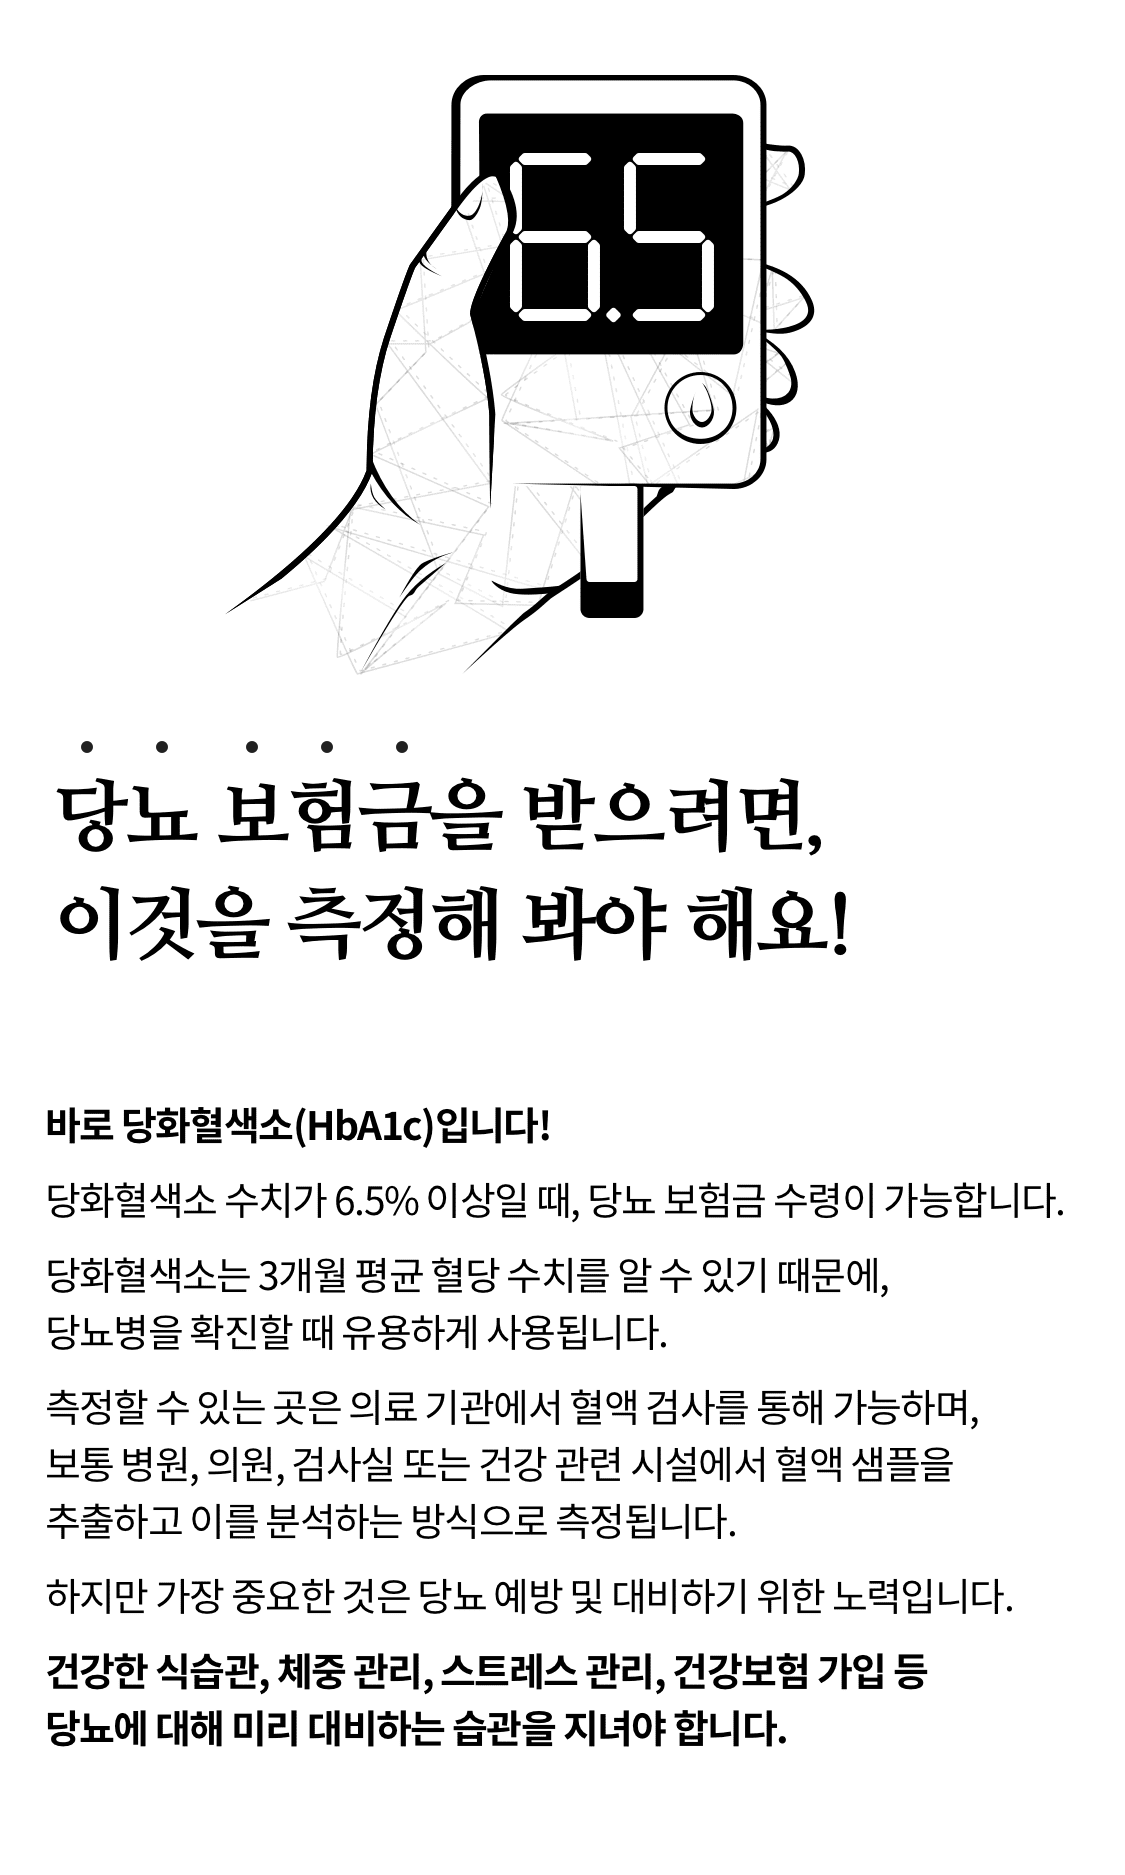 6.5
당뇨 보험금을 받으려면,
이것을 측정해 봐야 해요!
바로 당화혈색소(HbA1c)입니다!
당화혈색소 수치가 6.5% 이상일 때, 당뇨 보험금 수령이 가능합니다.
당화혈색소는 3개월 평균 혈당 수치를 알 수 있기 때문에,
당뇨병을 확진할 때 유용하게 사용됩니다.
측정할 수 있는 곳은 의료 기관에서 혈액 검사를 통해 가능하며,
보통 병원, 의원, 검사실 또는 건강 관련 시설에서 혈액 샘플을
추출하고 이를 분석하는 방식으로 측정됩니다.
하지만 가장 중요한 것은 당뇨 예방 및 대비하기 위한 노력입니다.
건강한 식습관, 체중 관리, 스트레스 관리, 건강보험 가입 등
당뇨에 대해 미리 대비하는 습관을 지녀야 합니다.